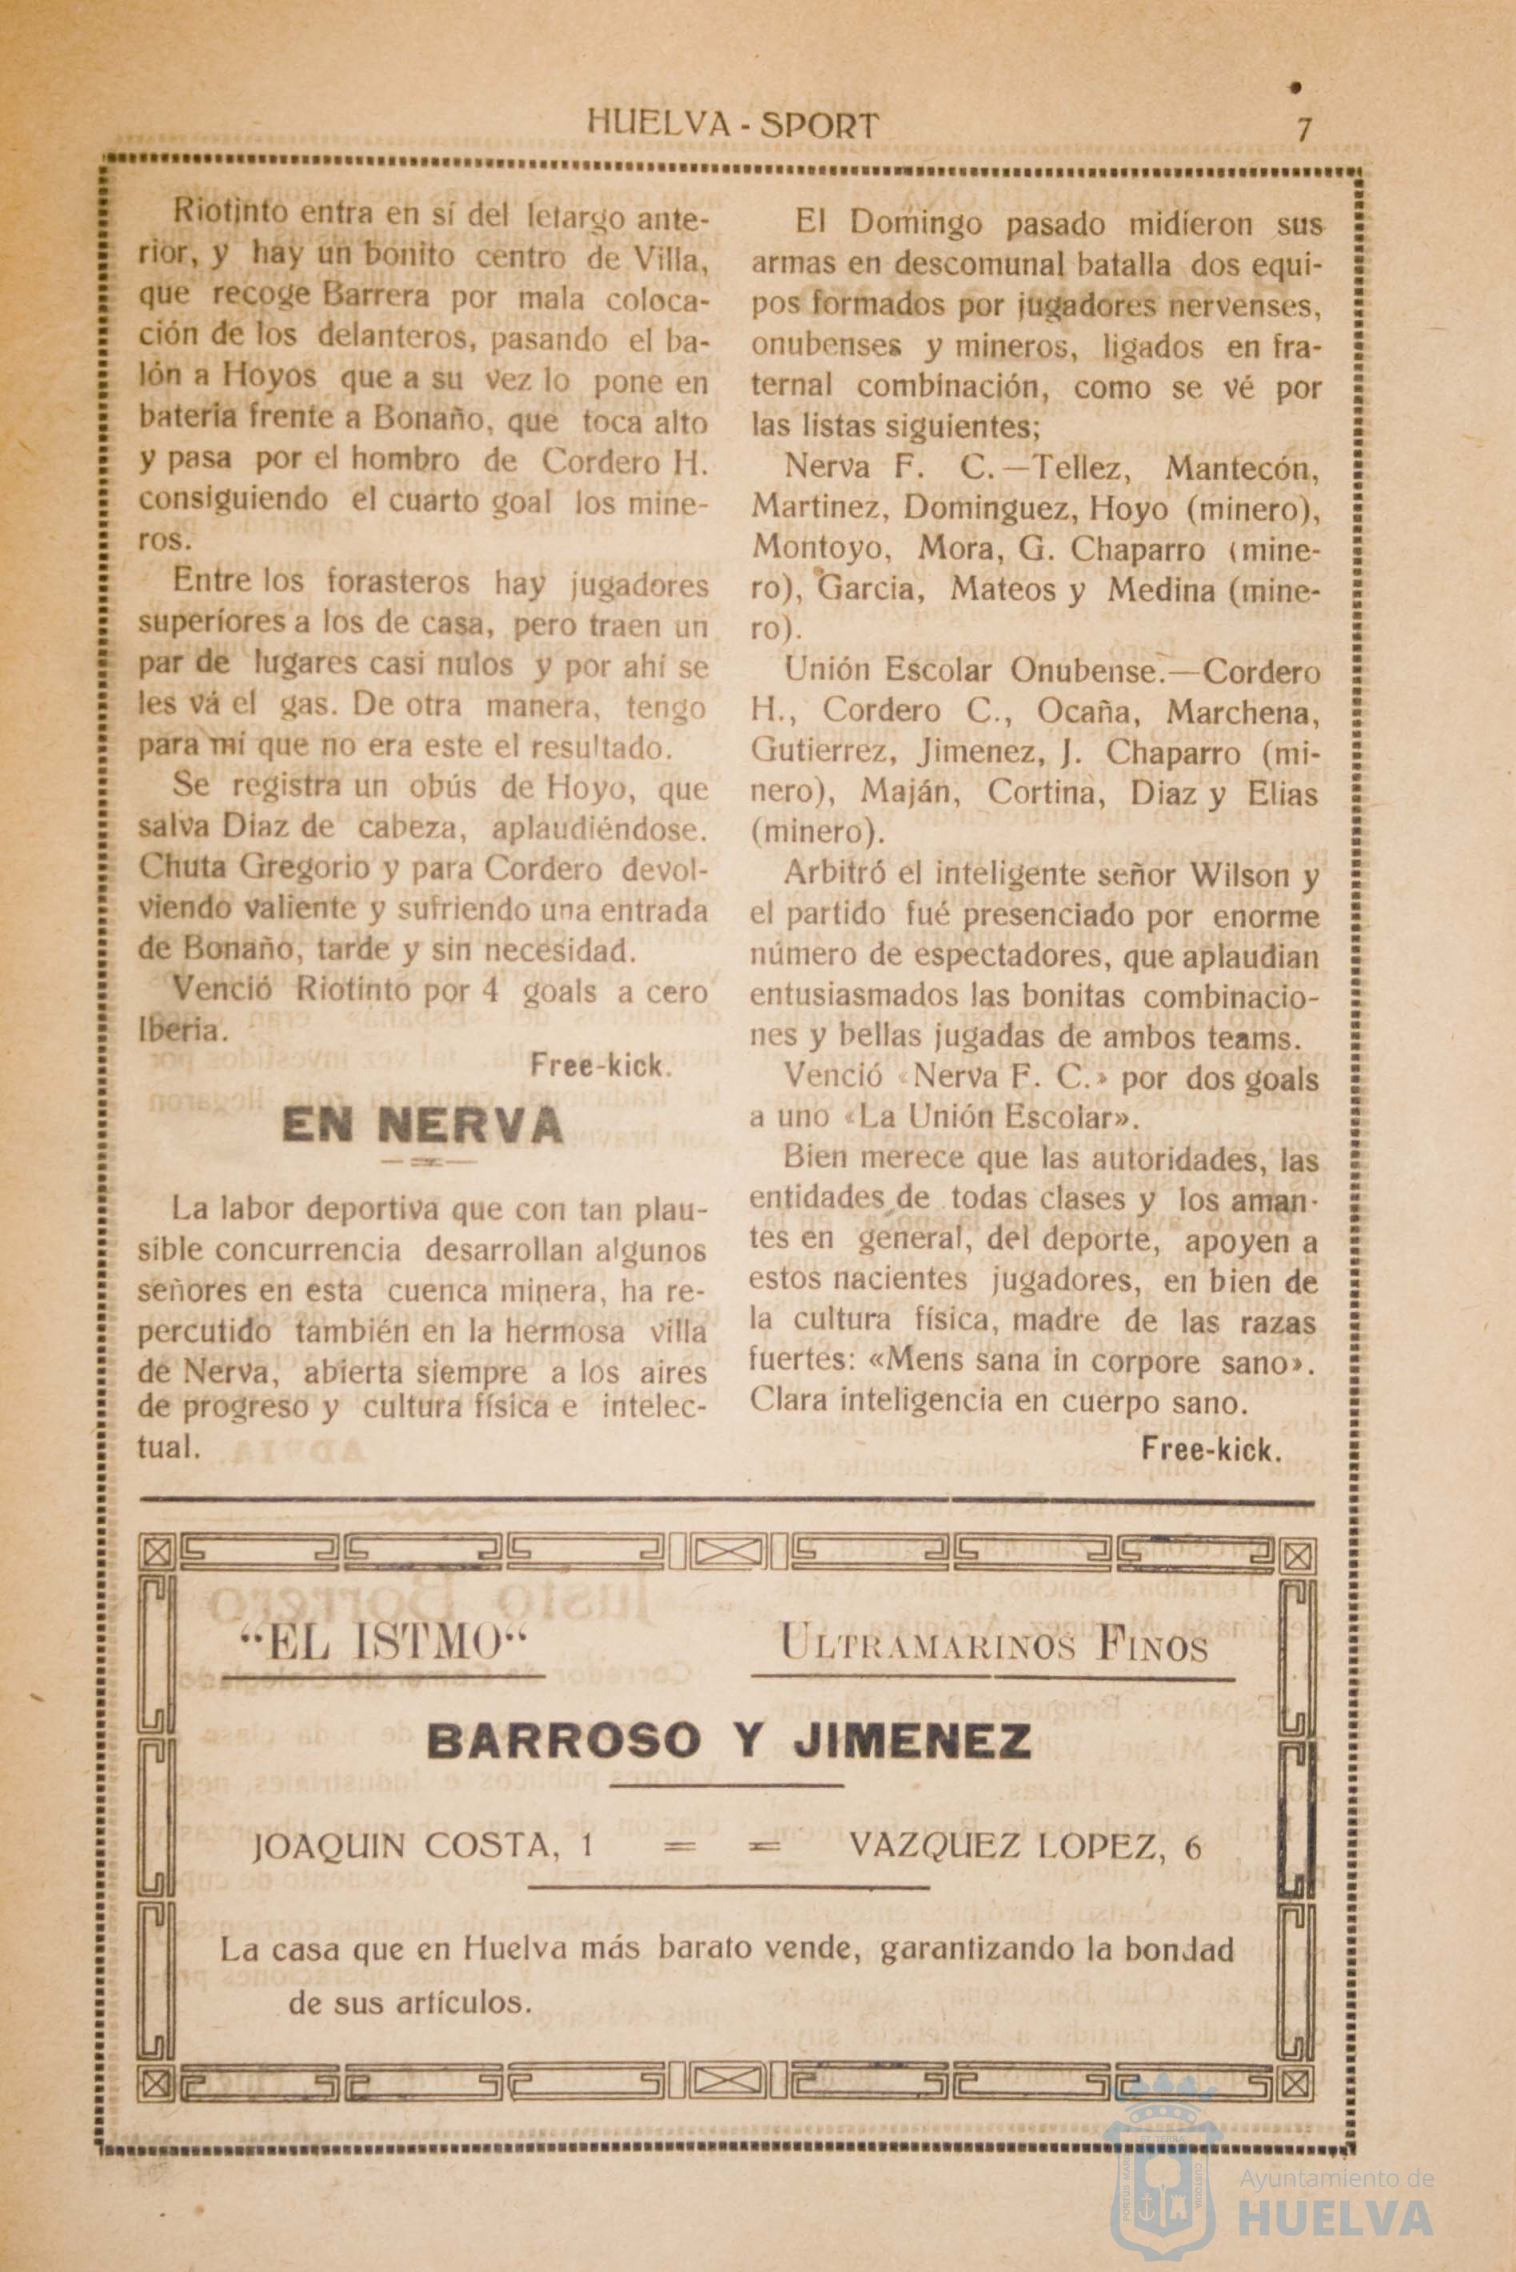 HUELVA - SPORT
7
Riotinto entra en sí del letargo ante-
rior, y hay un bonito centro de Villa,
que recoge Barrera por mala coloca-
ción de los delanteros, pasando el ba-
lón a Hoyos que a su vez lo pone en
bateria frente a Bonaño, que toca alto
y pasa por el hombro de Cordero H.
consiguiendo el cuarto goal los mine-
ros.
Entre los forasteros hay jugadores
superiores a los de casa, pero traen un
par de lugares casi nulos y por ahí se
les vá el gas. De otra manera, tengo
para mí que no era este el resultado.
Se registra un obús de Hoyo, que
salva Diaz de cabeza, aplaudiéndose.
Chuta Gregorio y para Cordero devol-
viendo valiente y sufriendo una entrada
de Bonaño, tarde y sin necesidad.
Venció Riotinto por 4 goals a cero
Iberia.
Free-kick.
EN NERVA
La labor deportiva que con tan plau-
sible concurrencia desarrollan algunos
señores en esta cuenca minera, ha re-
percutido también en la hermosa villa
de Nerva, abierta siempre a los aires
de progreso y cultura física e intelec-
tual.
El Domingo pasado midieron sus
armas en descomunal batalla dos equi-
pos formados por jugadores nervenses,
onubenses y mineros, ligados en fra-
ternal combinación, como se vé por
las listas siguientes;
Nerva F. C.—Tellez, Mantecón,
Martinez, Dominguez, Hoyo (minero),
Montoyo, Mora, G. Chaparro (mine-
ro), Garcia, Mateos y Medina (mine-
ro).
Unión Escolar Onubense.—Cordero
H., Cordero C., Ocaña, Marchena,
Gutierrez, Jimenez, J. Chaparro (mi-
nero), Maján, Cortina, Diaz y Elias
(minero).
Arbitró el inteligente señor Wilson y
el partido fué presenciado por enorme
número de espectadores, que aplaudian
entusiasmados las bonitas combinacio-
nes y bellas jugadas de ambos teams.
Venció «Nerva F. C.» por dos goals
a uno «La Unión Escolar».
Bien merece que las autoridades, las
entidades de todas clases y los aman-
tes en general, del deporte, apoyen a
estos nacientes jugadores, en bien de
la cultura física, madre de las razas
fuertes: «Mens sana in corpore sano».
Clara inteligencia en cuerpo sano.
Free-kick.
“EL ISTMO“ ULTRAMARINOS FINOS
BARROSO Y JIMENEZ
JOAQUIN COSTA, 1 = = VAZQUEZ LOPEZ, 6
La casa que en Huelva más barato vende, garantizando la bondad
de sus artículos.
Ayuntamiento de
HUELVA